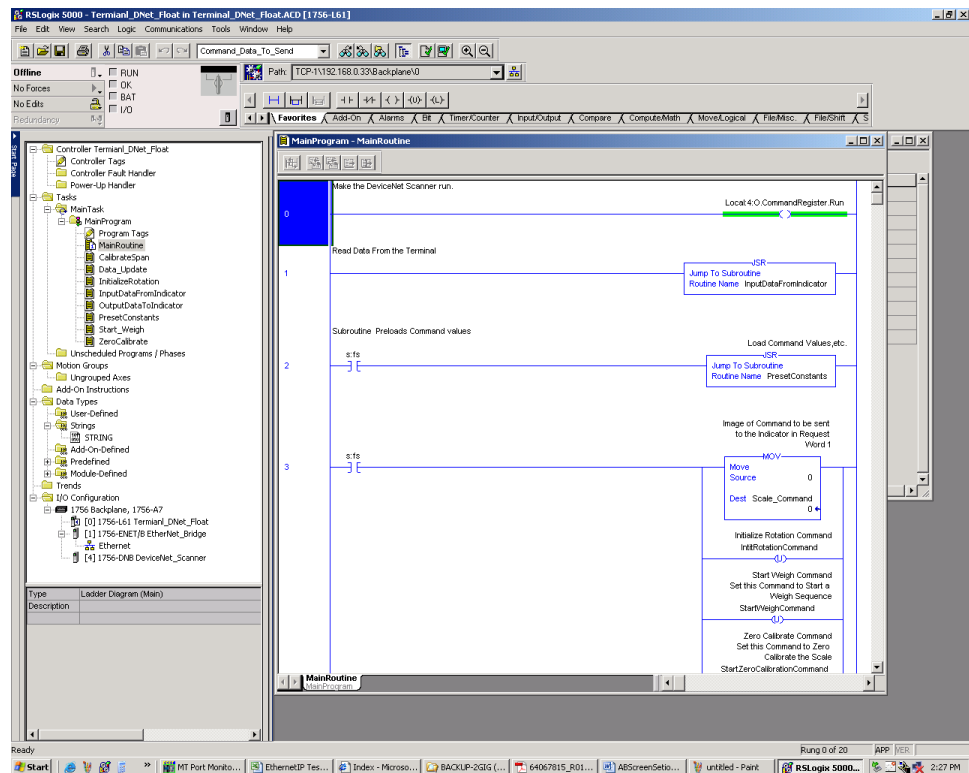 RSLogix 5000 - Termianl_DNet_Float in Terminal_DNet_Float.ACD [1756-L61]
File Edit View Search Logic Communications Tools Window Help
Command_Data_To_Send
Offline
RUN
Path: TCP-1\192.168.0.33\Backplane\0
No Forces
OK
No Edits
BAT
I/O
Redundancy
Favorites Add-On Alarms Bit Timer/Counter Input/Output Compare Compute/Math Move/Logical File/Misc. File/Shift S
Start Page
Controller Termianl_DNet_Float
Controller Tags
Controller Fault Handler
Power-Up Handler
Tasks
MainTask
MainProgram
Program Tags
MainRoutine
CalibrateSpan
Data_Update
InitializeRotation
InputDataFromIndicator
OutputDataToIndicator
PresetConstants
Start_Weigh
ZeroCalibrate
Unscheduled Programs / Phases
Motion Groups
Ungrouped Axes
Add-On Instructions
Data Types
User-Defined
Strings
STRING
Add-On-Defined
Predefined
Module-Defined
Trends
I/O Configuration
1756 Backplane, 1756-A7
[0] 1756-L61 Termianl_DNet_Float
[1] 1756-ENET/B EtherNet_Bridge
Ethernet
[4] 1756-DNB DeviceNet_Scanner
Type Ladder Diagram (Main)
Description
MainProgram - MainRoutine
Make the DeviceNet Scanner run.
Local:4:O.CommandRegister.Run
0
Read Data From the Terminal
JSR
Jump To Subroutine
Routine Name InputDataFromIndicator
1
Subroutine Preloads Command values
Load Command Values,etc.
s:fs
JSR
2
Jump To Subroutine
Routine Name PresetConstants
Image of Command to be sent
to the Indicator in Request
Word 1
s:fs
MOV
3
Move
Source 0
Dest Scale_Command
0
Initialize Rotation Command
IntitRotationCommand
U
Start Weigh Command
Set this Command to Start a
Weigh Sequence
StartWeighCommand
U
Zero Calibrate Command
Set this Command to Zero
Calibrate the Scale
StartZeroCalibrationCommand
MainRoutine
MainProgram
Ready
Rung 0 of 20
APP
VER
Start
MT Port Monito...
EthernetIP Tes...
Index - Microso...
BACKUP-2GIG (...
64067815_R01...
ABScreenSetio...
untitled - Paint
RSLogix 5000...
2:27 PM